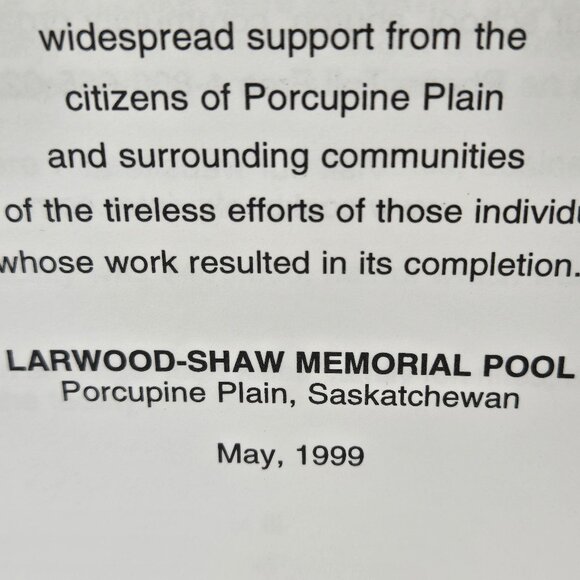 widespread support from the
citizens of Porcupine Plain
and surrounding communities
of the tireless efforts of those
whose work resulted in its completion.
LARWOOD-SHAW MEMORIAL POOL
Porcupine Plain, Saskatchewan
May, 1999